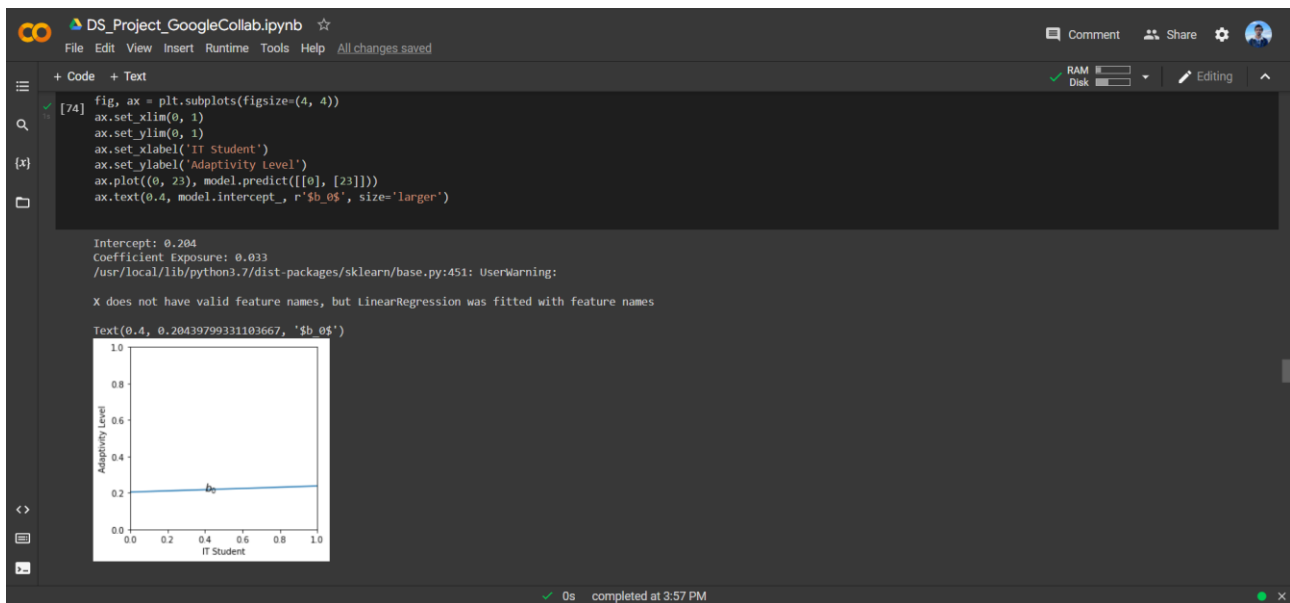 DS_Project_GoogleCollab.ipynb
Comment Share
File Edit View Insert Runtime Tools Help All changes saved
+ Code + Text
RAM
Disk
Editing
[74] fig, ax = plt.subplots(figsize=(4, 4))
1s
ax.set_xlim(0, 1)
ax.set_ylim(0, 1)
ax.set_xlabel('IT Student')
{x}
ax.set_ylabel('Adaptivity Level')
ax.plot((0, 23), model.predict([[0], [23]]))
ax.text(0.4, model.intercept_, r'$b_0$', size='larger')
Intercept: 0.204
Coefficient Exposure: 0.033
/usr/local/lib/python3.7/dist-packages/sklearn/base.py:451: UserWarning:
X does not have valid feature names, but LinearRegression was fitted with feature names
Text(0.4, 0.20439799331103667, '$b_0$')
1.0
0.8
0.6
0.4
0.2
0.0
Adaptivity Level
b0
0.0 0.2 0.4 0.6 0.8 1.0
IT Student
0s completed at 3:57 PM